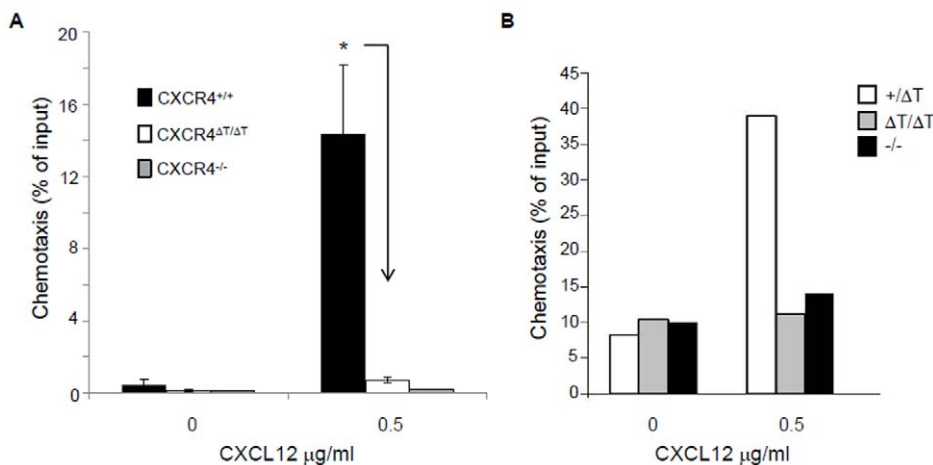 A
Chemotaxis (% of input)
20
16
14
12
8
4
0
*
CXCR4+/+
CXCR4ΔT/ΔT
CXCR4-/-
0
0.5
CXCL12 µg/ml
B
Chemotaxis (% of input)
45
40
35
30
25
20
15
10
5
0
+/ΔT
ΔT/ΔT
-/-
0
0.5
CXCL12 µg/ml